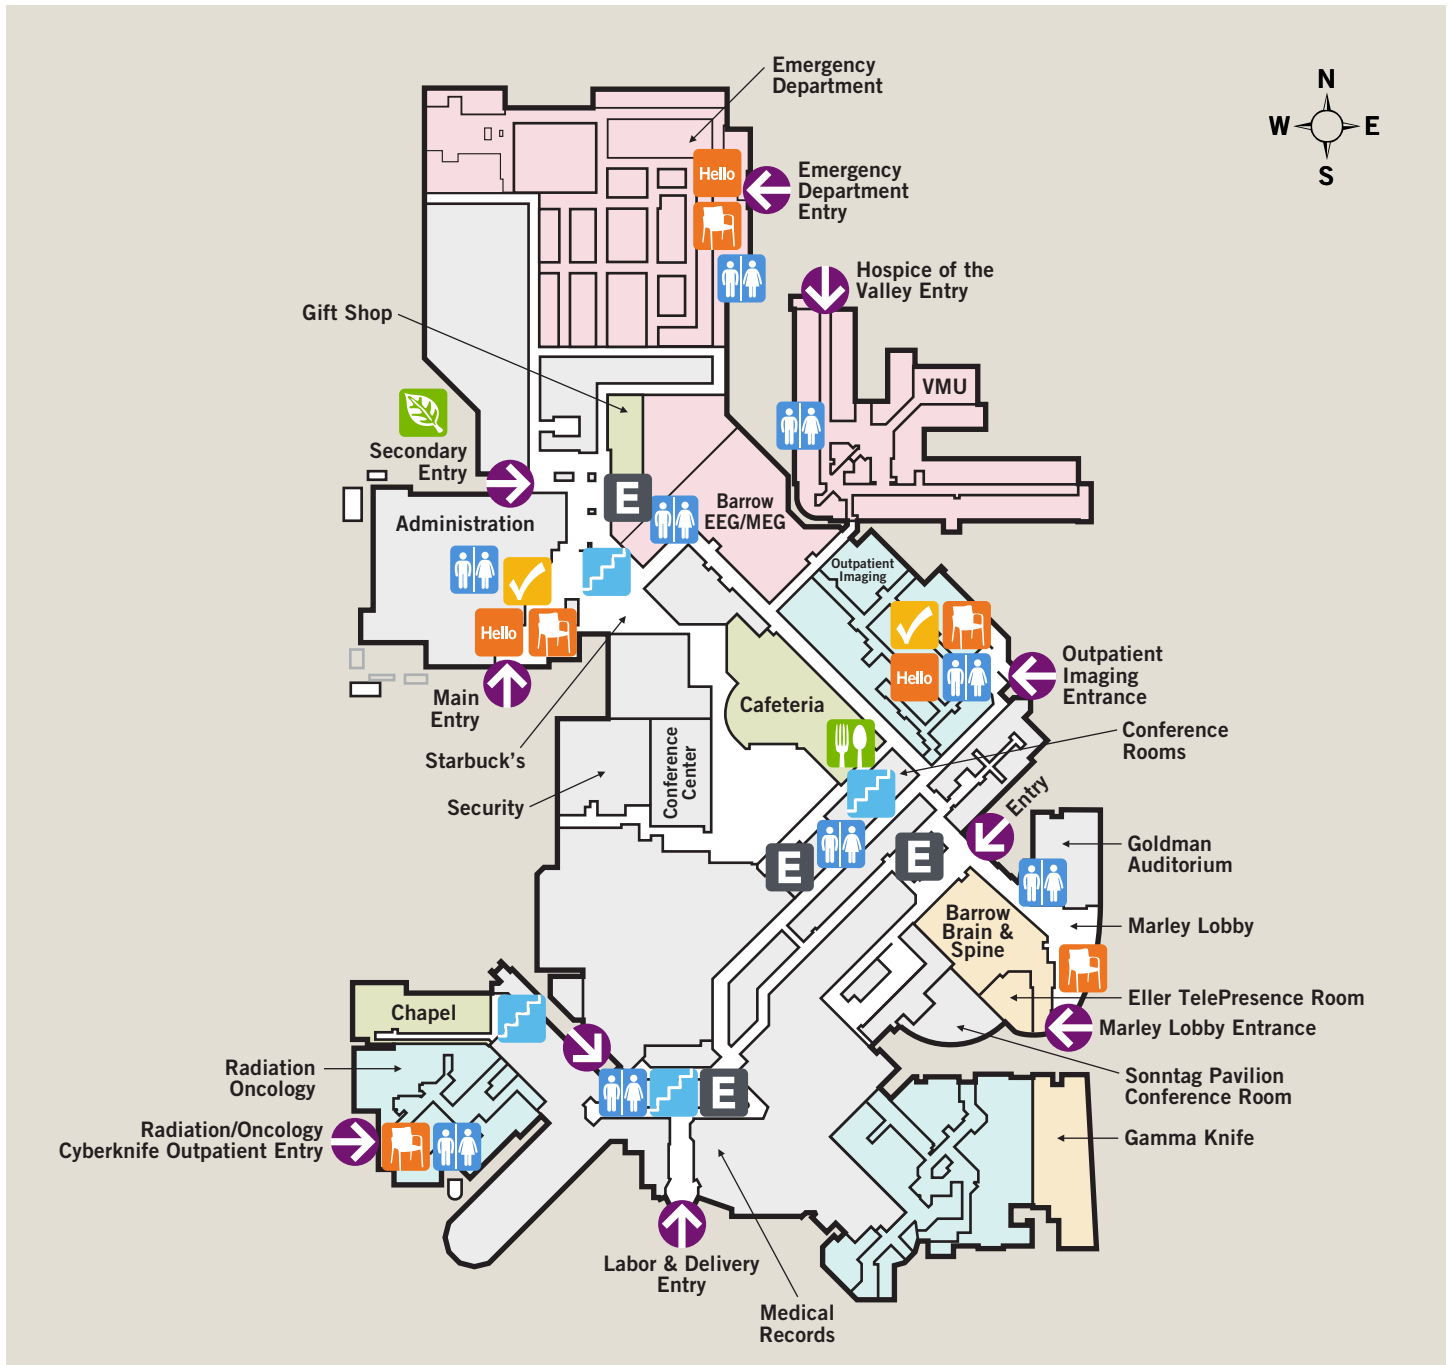 Emergency
Department
N
W
E
S
Hello
Emergency
Department
Entry
Hospice of the
Valley Entry
Gift Shop
VMU
Secondary
Entry
E
Barrow
EEG/MEG
Administration
Outpatient
Imaging
Hello
Hello
Outpatient
Imaging
Entrance
Main
Entry
Cafeteria
Conference
Rooms
Starbuck's
Conference
Center
Security
Entry
E
E
Goldman
Auditorium
Barrow
Brain &
Spine
Marley Lobby
Eller TelePresence Room
Chapel
Marley Lobby Entrance
Radiation
Oncology
E
Sonntag Pavilion
Conference Room
Radiation/Oncology
Cyberknife Outpatient Entry
Gamma Knife
Labor & Delivery
Entry
Medical
Records